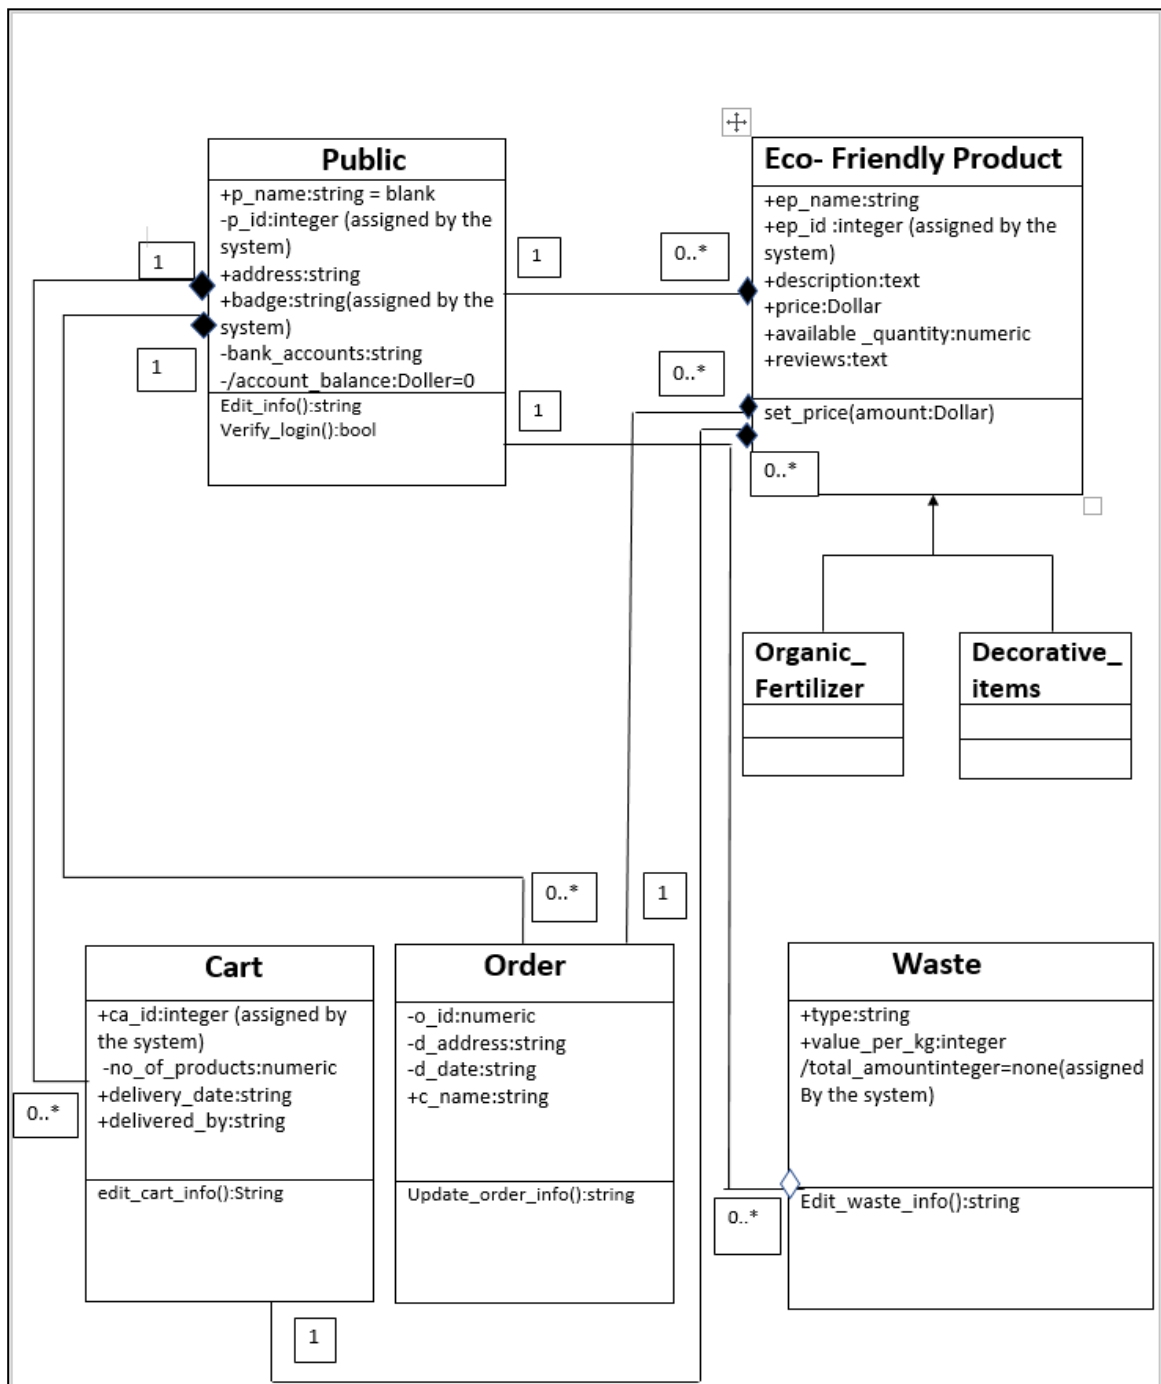 Public
+p_name:string = blank
-p_id:integer (assigned by the
system)
+address:string
+badge:string(assigned by the
system)
-bank_accounts:string
-/account_balance:Doller=0
Edit_info():string
Verify_login():bool
1
1
1
1
Eco- Friendly Product
+ep_name:string
+ep_id :integer (assigned by the
system)
+description:text
+price:Dollar
+available _quantity:numeric
+reviews:text
set_price(amount:Dollar)
0..*
0..*
0..*
Organic_
Fertilizer
Decorative_
items
0..*
1
Cart
+ca_id:integer (assigned by
the system)
-no_of_products:numeric
+delivery_date:string
+delivered_by:string
edit_cart_info():String
0..*
1
Order
-o_id:numeric
-d_address:string
-d_date:string
+c_name:string
Update_order_info():string
Waste
+type:string
+value_per_kg:integer
/total_amountinteger=none(assigned
By the system)
Edit_waste_info():string
0..*